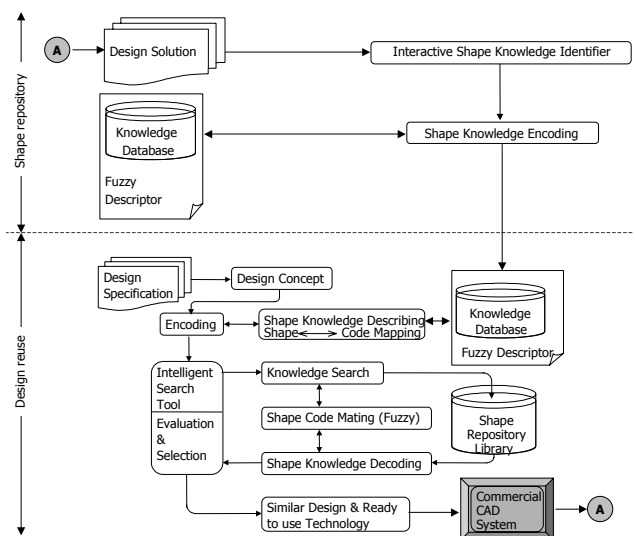 Shape repository
A
Design Solution
Interactive Shape Knowledge Identifier
Knowledge
Database
Fuzzy
Descriptor
Shape Knowledge Encoding
Design reuse
Design
Specification
Design Concept
Encoding
Shape Knowledge Describing
Shape Code Mapping
Knowledge
Database
Fuzzy Descriptor
Intelligent
Search
Tool
Evaluation
&
Selection
Knowledge Search
Shape Code Mating (Fuzzy)
Shape Knowledge Decoding
Shape
Repository
Library
Similar Design & Ready
to use Technology
Commercial
CAD
System
A